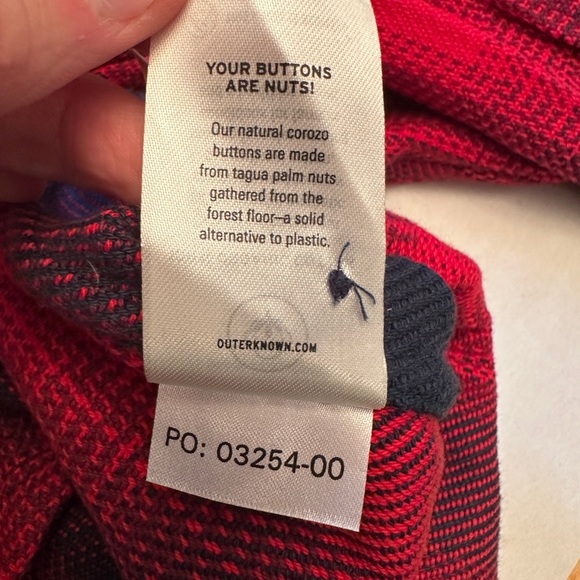 YOUR BUTTONS
ARE NUTS!
Our natural corozo
buttons are made
from tagua palm nuts
gathered from the
forest floor—a solid
alternative to plastic.
OUTERKNOWN.COM
PO: 03254-00